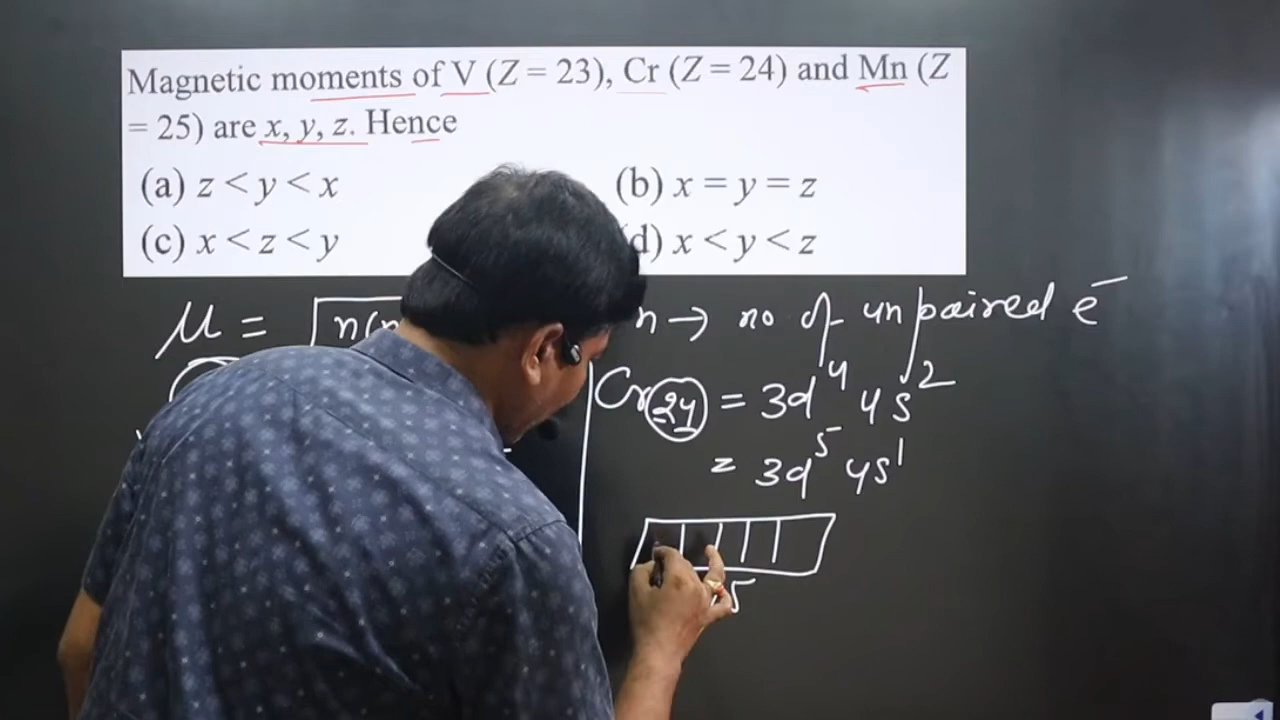 Magnetic moments of V (Z = 23), Cr (Z = 24) and Mn (Z
= 25) are x, y, z. Hence
(a) z < y < x
(b) x = y = z
(c) x < z < y
d) x < y < z
μ = √n(n
n → no of unpaired e⁻
Cr 24 = 3d⁴ 4s²
= 3d⁵ 4s¹
5